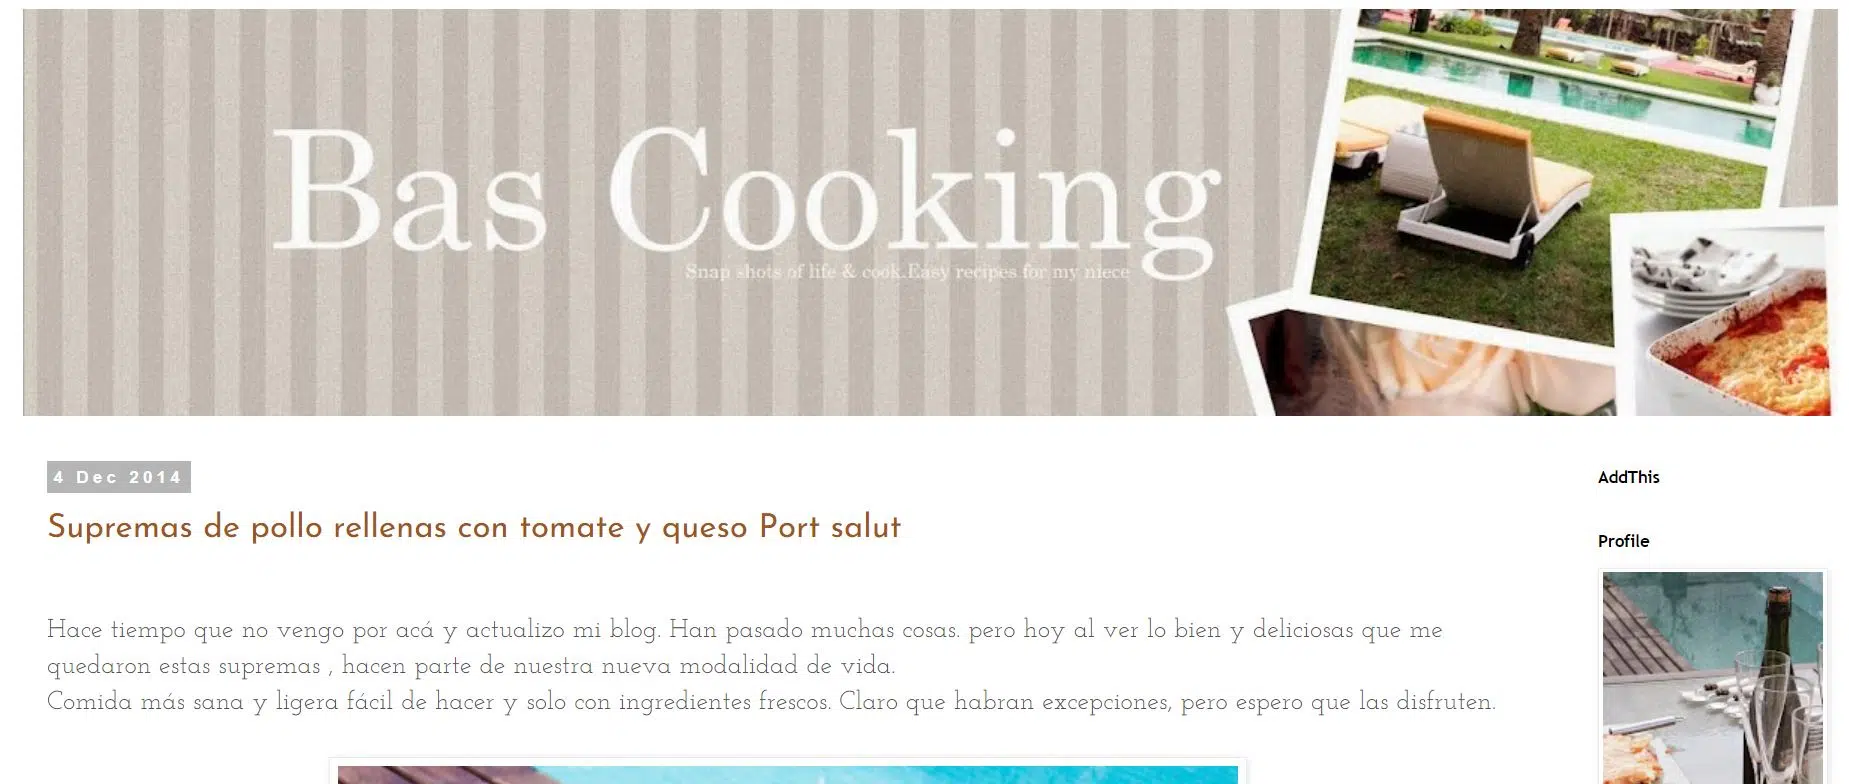 Bas Cooking
Snap shots of life & cook.Easy recipes for my niece
4 Dec 2014
AddThis
Supremas de pollo rellenas con tomate y queso Port salut
Profile
Hace tiempo que no vengo por acá y actualizo mi blog. Han pasado muchas cosas. pero hoy al ver lo bien y deliciosas que me
quedaron estas supremas , hacen parte de nuestra nueva modalidad de vida.
Comida más sana y ligera fácil de hacer y solo con ingredientes frescos. Claro que habran excepciones, pero espero que las disfruten.